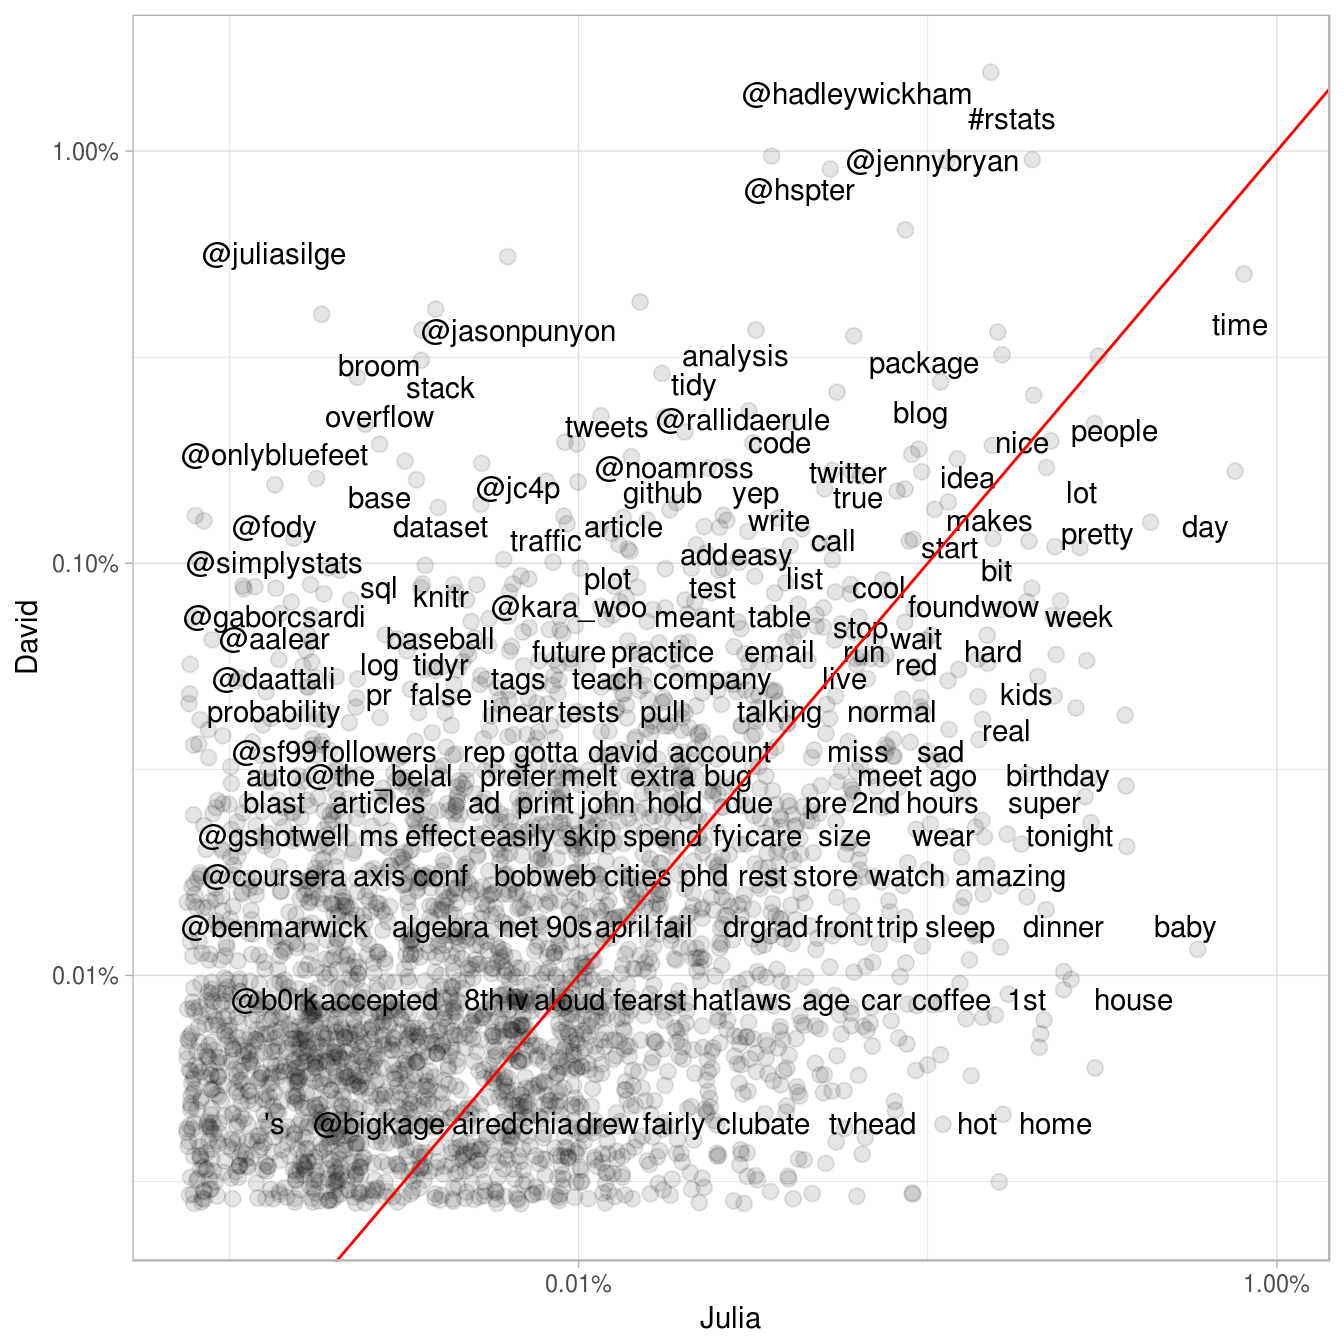 @hadleywickham
#rstats
1.00%
@jennybryan
@hspter
@juliasilge
time
@jasonpunyon
analysis
broom package
stack tidy
overflow @rallidaerule blog
tweets people
code nice
@onlybluefeet
@noamross twitter idea
@jc4p github yep true lot
base
@fody dataset article write makes day
traffic call pretty
add easy start
0.10%
@simplystats bit
plot test list cool
sql knitr
@kara_woo found wow
@gaborcsardi meant table week
stop
@aalear baseball wait
David
future practice email run hard
log tidyr red
@daattali tags teach company live
pr false kids
probability linear tests pull talking normal
real
@sf99 followers rep gotta david account miss sad
auto @the_belal prefer melt extra bug meet ago birthday
blast articles ad print john hold due pre 2nd hours super
@gshotwell ms effect easily skip spend fyi care size wear tonight
@coursera axis conf bob web cities phd rest store watch amazing
@benmarwick algebra net 90s april fail dr grad front trip sleep dinner baby
0.01%
@b0rk accepted 8th iv aloud fears t hat laws age car coffee 1st house
's @bigkage aired chia drew fairly club ate tv head hot home
0.01% 1.00%
Julia